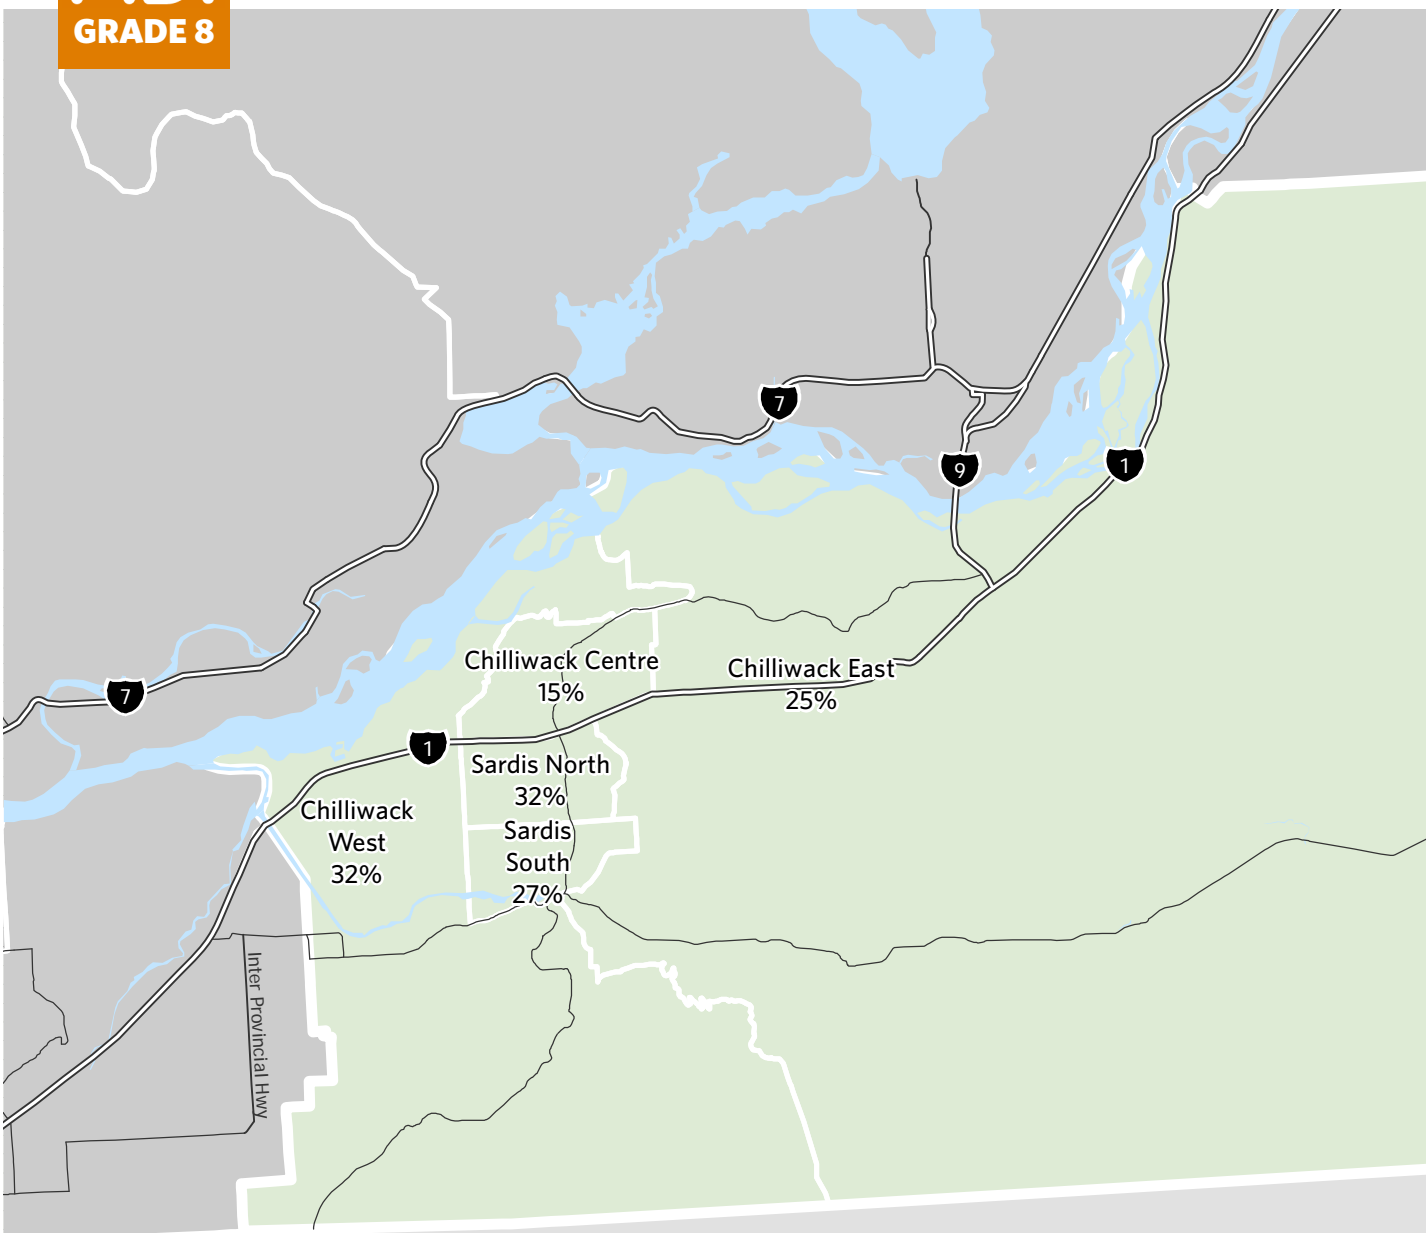 GRADE 8
7
9
1
Chilliwack Centre
15%
Chilliwack East
25%
7
1
Sardis North
32%
Chilliwack
West
32%
Sardis
South
27%
Inter Provincial Hwy